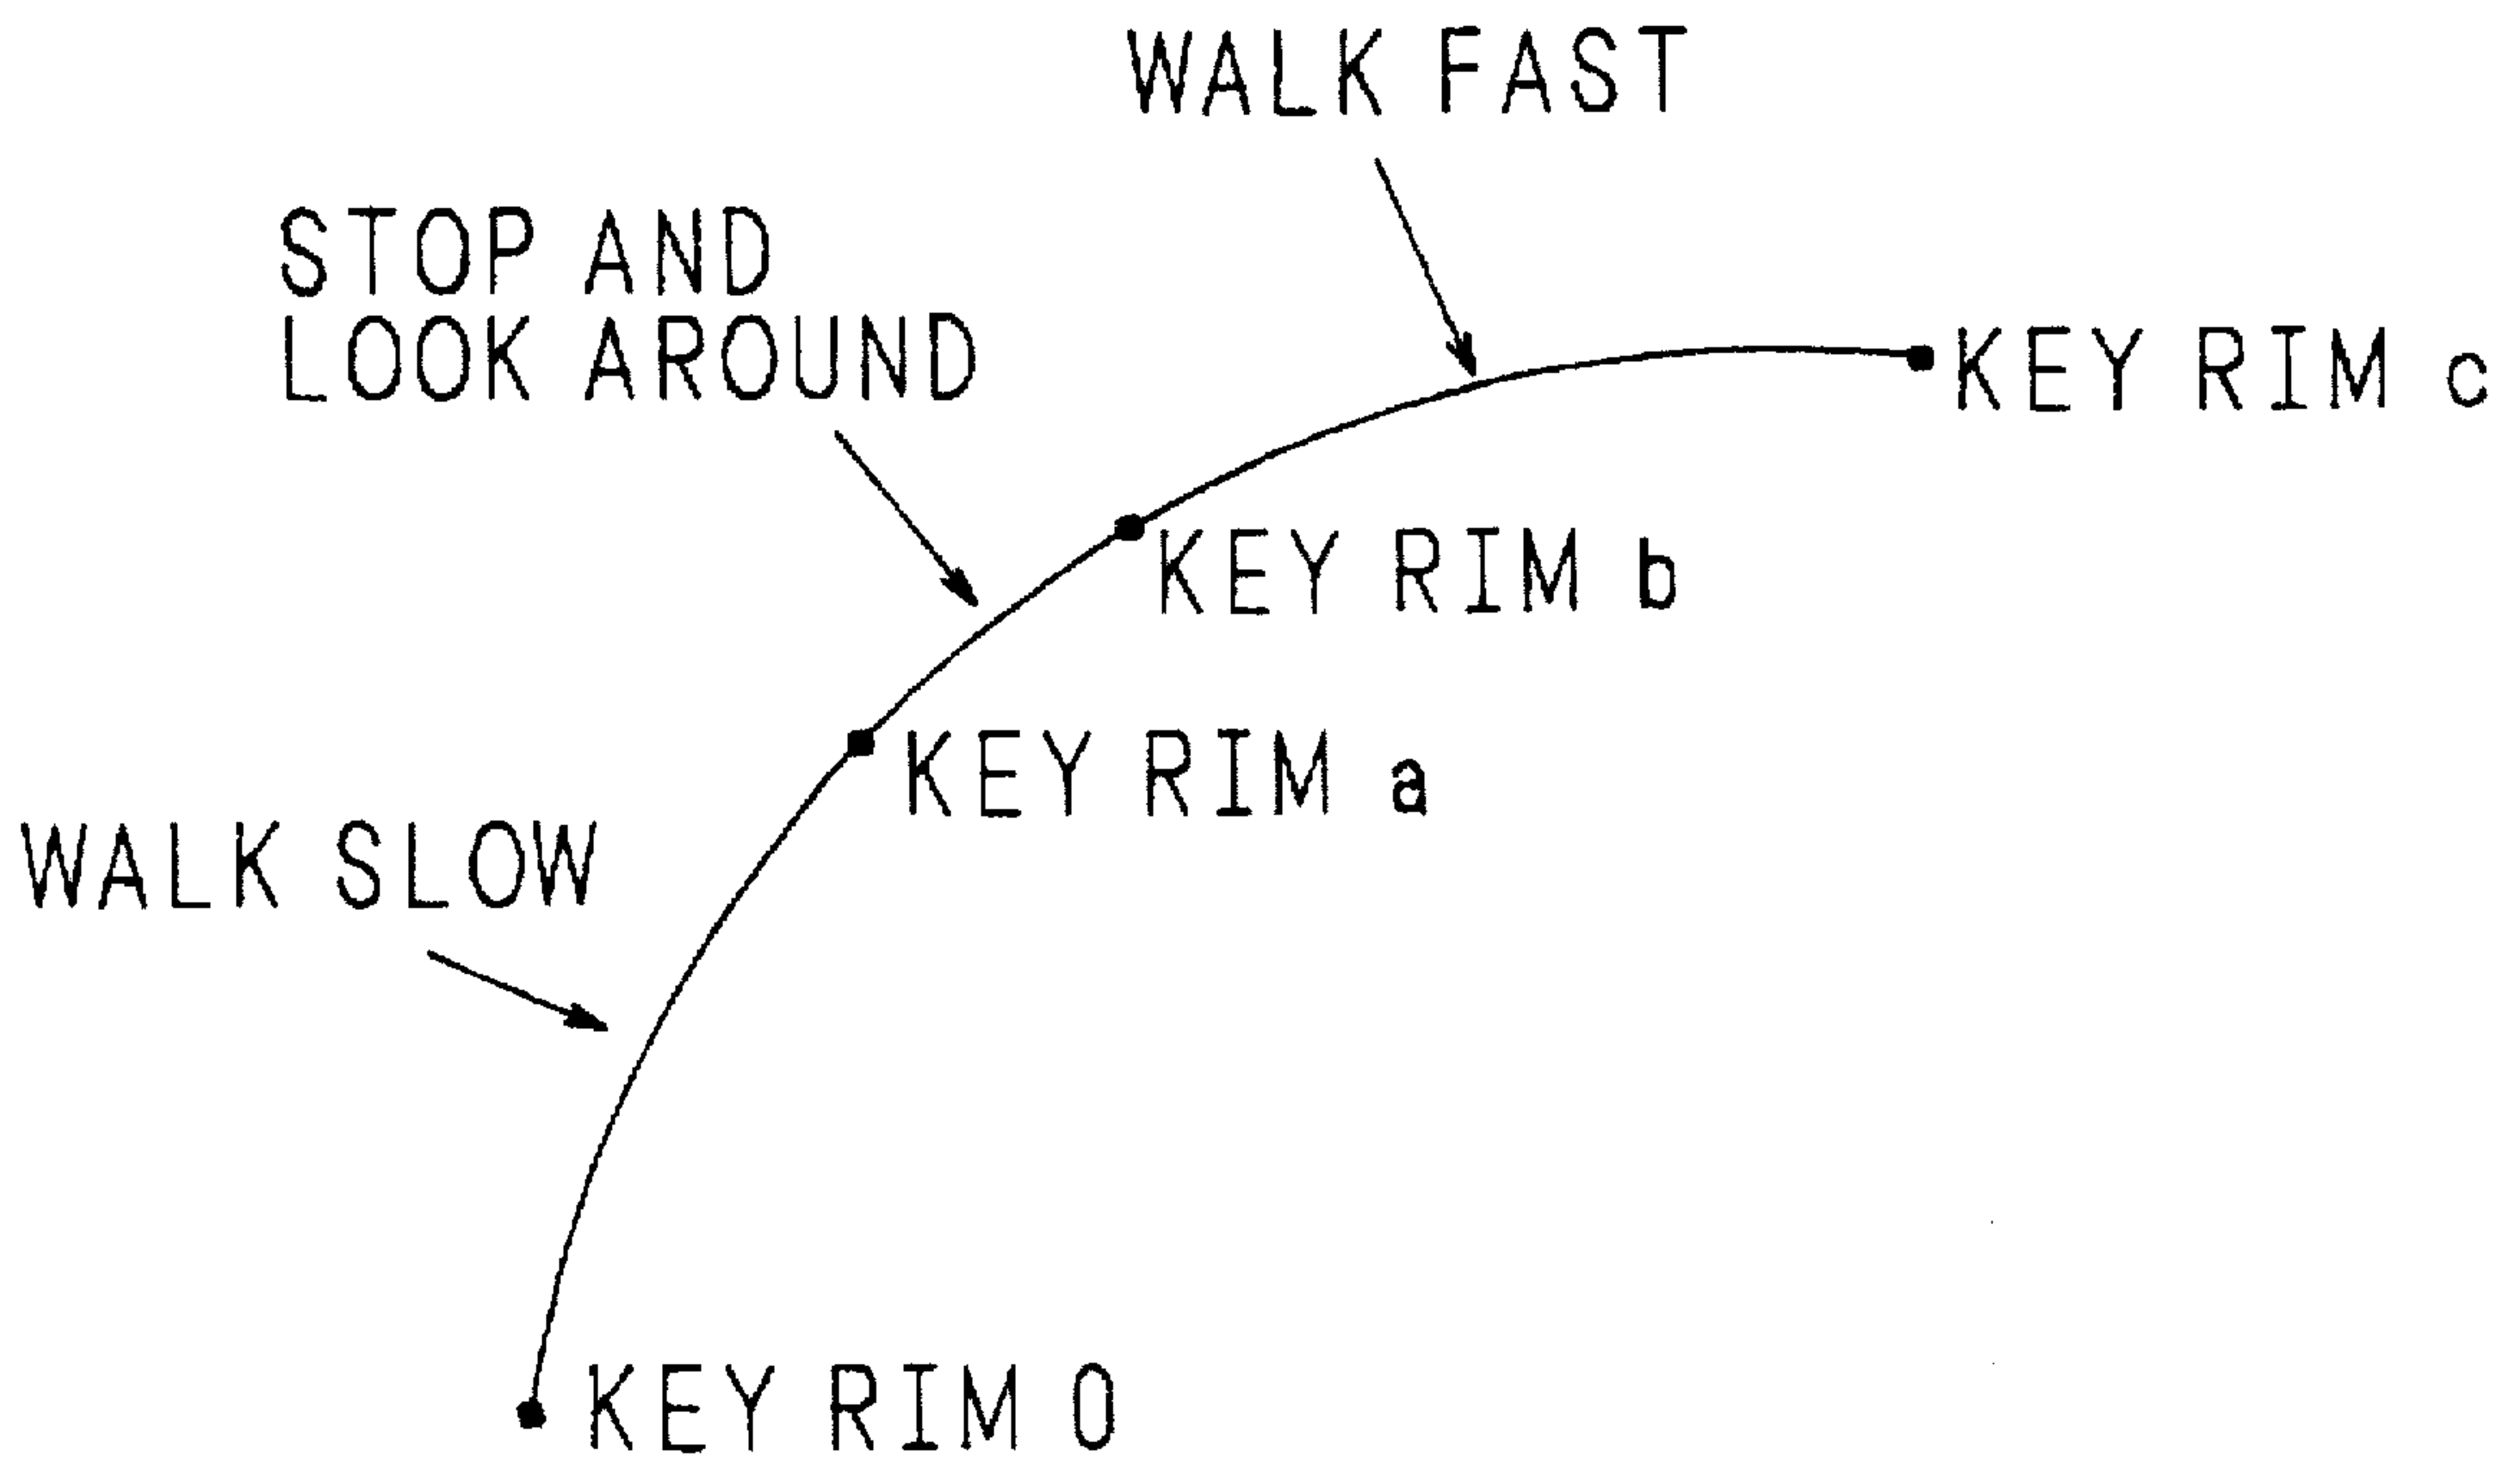 WALK FAST
STOP AND
LOOK AROUND
KEY RIM c
KEY RIM b
KEY RIM a
WALK SLOW
KEY RIM 0